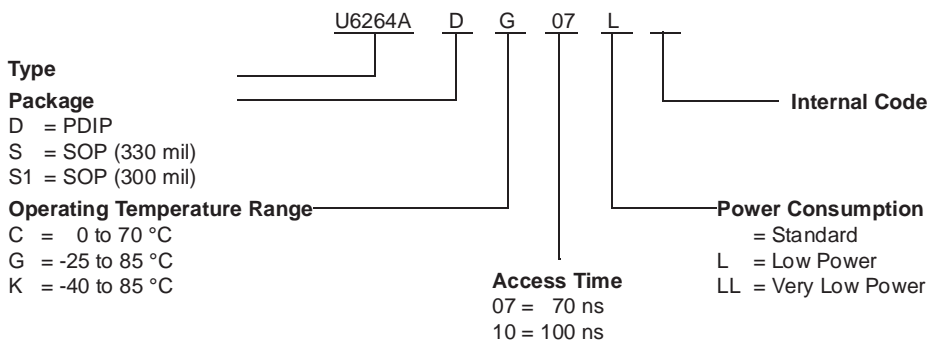 U6264A D G 07 L
Type
Package
D = PDIP
S = SOP (330 mil)
S1 = SOP (300 mil)
Operating Temperature Range
C = 0 to 70 °C
G = -25 to 85 °C
K = -40 to 85 °C
Access Time
07 = 70 ns
10 = 100 ns
Internal Code
Power Consumption
= Standard
L = Low Power
LL = Very Low Power